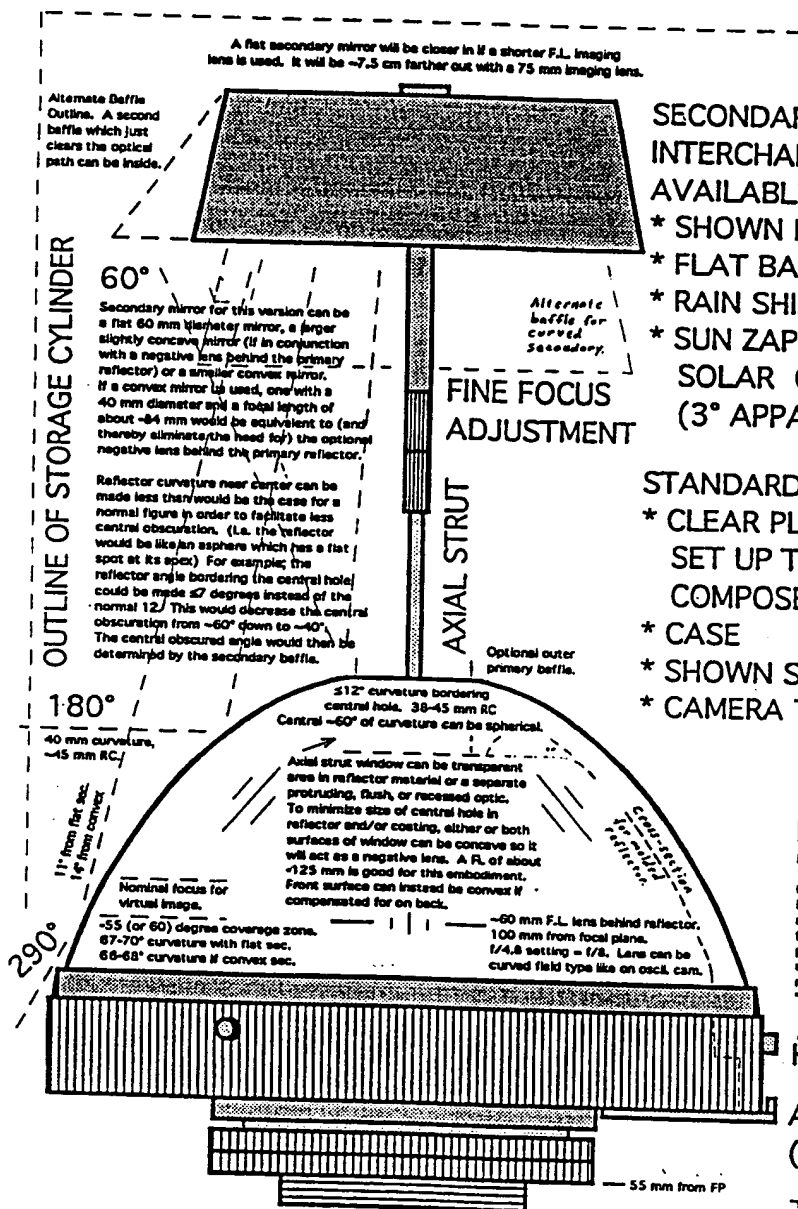 A flat secondary mirror will be closer in if a shorter F.L. imaging
lens is used. It will be ~7.5 cm farther out with a 75 mm imaging lens.
Alternate Baffle
Outline. A second
baffle which just
clears the optical
path can be inside.
SECONDAR
INTERCHAN
AVAILABL
* SHOWN
* FLAT BA
* RAIN SHI
* SUN ZAP
SOLAR
(3° APPA
OUTLINE OF STORAGE CYLINDER
60°
Secondary mirror for this version can be
a flat 60 mm diameter mirror, a larger
slightly concave mirror (if in conjunction
with a negative lens behind the primary
reflector) or a smaller convex mirror.
If a convex mirror is used, one with a
40 mm diameter and a focal length of
about -84 mm would be equivalent to (and
thereby eliminate the need for) the optional
negative lens behind the primary reflector.
Alternate
baffle for
curved
secondary.
FINE FOCUS
ADJUSTMENT
Reflector curvature near center can be
made less than would be the case for a
normal figure in order to facilitate less
central obscuration. (i.e. the reflector
would be like an asphere which has a flat
spot at its apex) For example, the
reflector angle bordering the central hole
could be made ≤7 degrees instead of the
normal 12. This would decrease the central
obscuration from ~60° down to ~40°.
The central obscured angle would then be
determined by the secondary baffle.
AXIAL STRUT
STANDARD
* CLEAR PL
SET UP T
COMPOSE
* CASE
* SHOWN S
* CAMERA T
Optional outer
primary baffle.
180°
40 mm curvature,
~45 mm RC.
≤12° curvature bordering
central hole. 38-45 mm RC
Central ~60° of curvature can be spherical.
Axial strut window can be transparent
area in reflector material or a separate
protruding, flush, or recessed optic.
To minimize size of central hole in
reflector and/or coating, either or both
surfaces of window can be concave so it
will act as a negative lens. A FL of about
-125 mm is good for this embodiment.
Front surface can instead be convex if
compensated for on back.
Cross-section
for molded
reflector.
11° from flat sec.
14° from convex
Nominal focus for
virtual image.
~55 (or 60) degree coverage zone.
67-70° curvature with flat sec.
66-68° curvature if convex sec.
~60 mm F.L. lens behind reflector.
100 mm from focal plane.
f/4.8 setting = f/8. Lens can be
curved field type like on oscil. cam.
290°
55 mm from FP